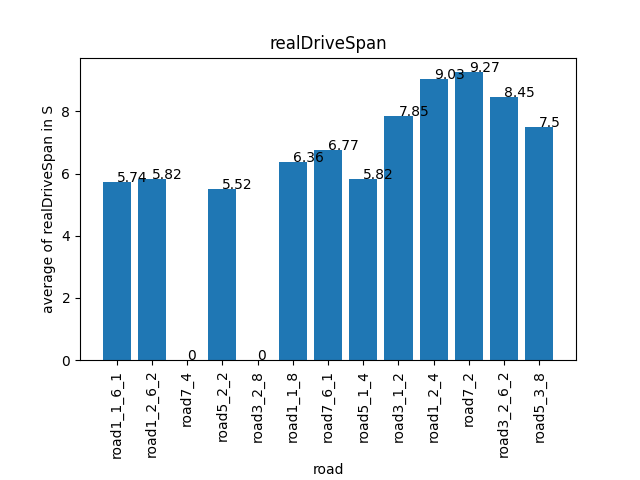 realDriveSpan
average of realDriveSpan in S
8
6
4
2
0
5.74
5.82
0
5.52
0
6.36
6.77
5.82
7.85
9.03
9.27
8.45
7.5
road1_1_6_1
road1_2_6_2
road7_4
road5_2_2
road3_2_8
road1_1_8
road7_6_1
road5_1_4
road3_1_2
road1_2_4
road7_2
road3_2_6_2
road5_3_8
road